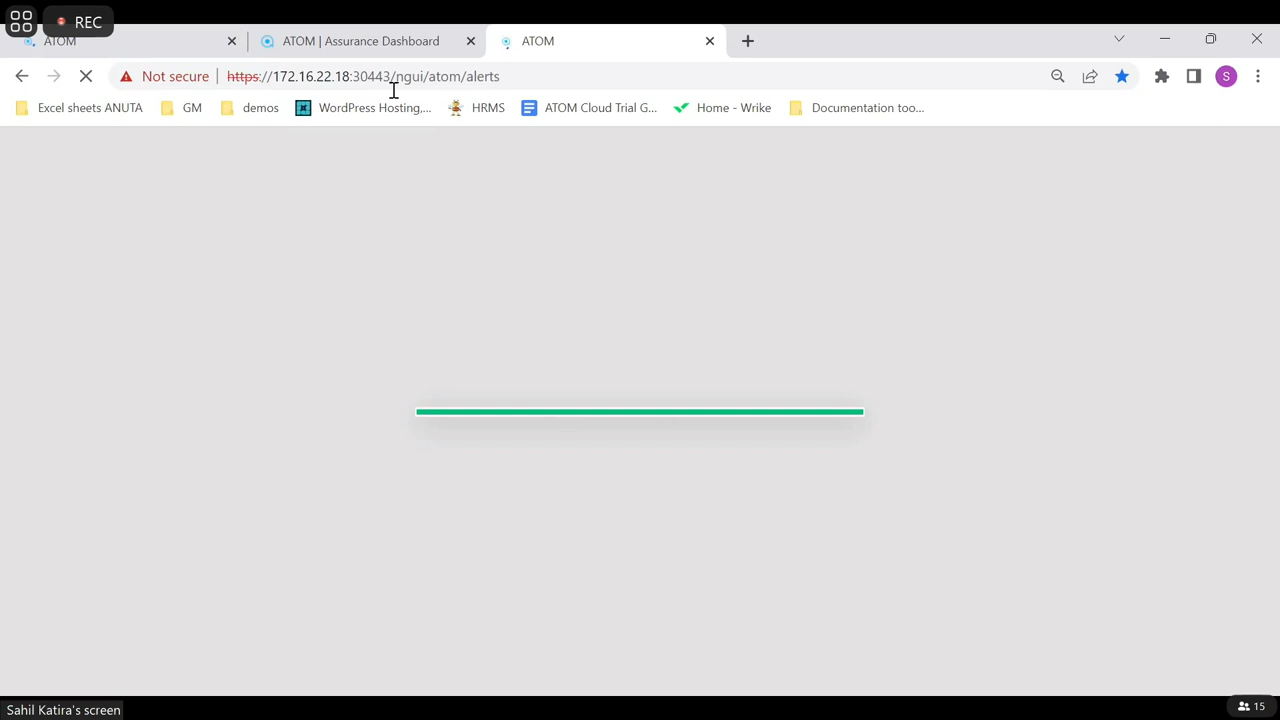 REC
ATOM
ATOM | Assurance Dashboard
ATOM
Not secure
https://172.16.22.18:30443/ngui/atom/alerts
S
Excel sheets ANUTA
GM
demos
WordPress Hosting,...
HRMS
ATOM Cloud Trial G...
Home - Wrike
Documentation too...
Sahil Katira's screen
15